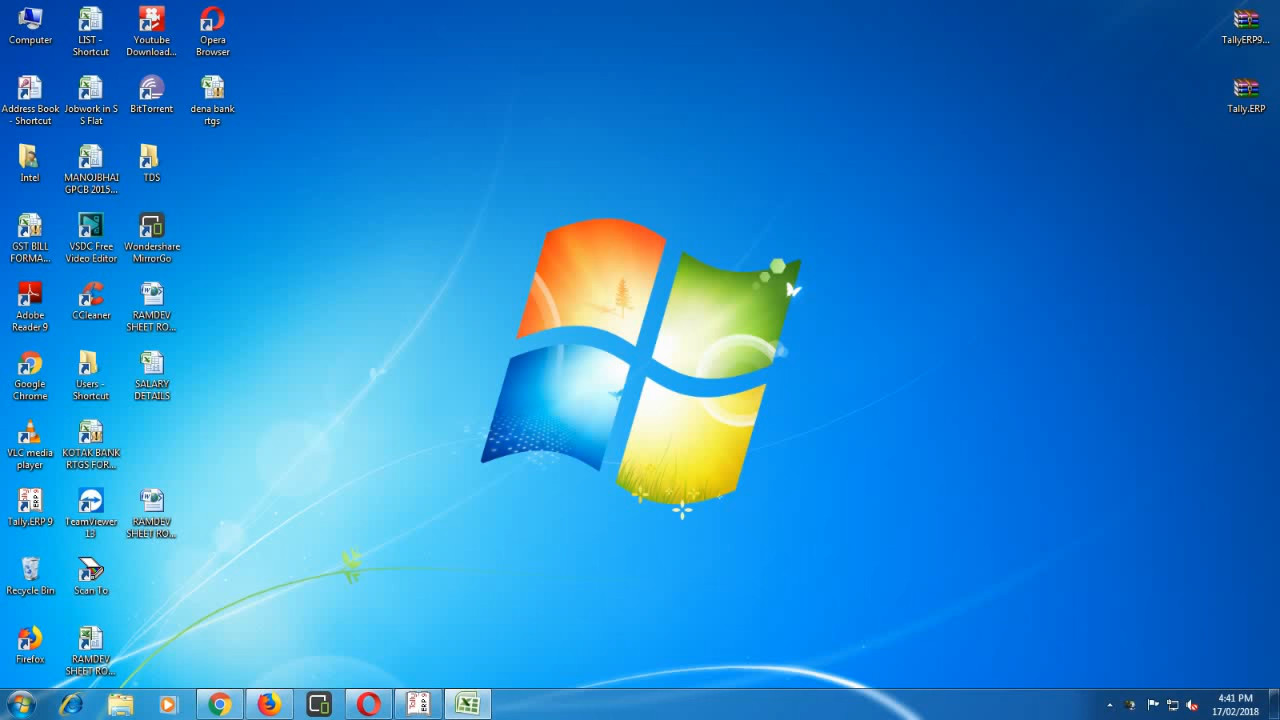 Computer
LIST -
Shortcut
Youtube
Download...
Opera
Browser
TallyERP9...
Address Book
- Shortcut
Jobwork in S
S Flat
BitTorrent
dena bank
rtgs
Tally.ERP
Intel
MANOJBHAI
GPCB 2015...
TDS
GST BILL
FORMA...
VSDC Free
Video Editor
Wondershare
MirrorGo
Adobe
Reader 9
CCleaner
RAMDEV
SHEET RO...
Google
Chrome
Users -
Shortcut
SALARY
DETAILS
VLC media
player
KOTAK BANK
RTGS FOR...
Tally.ERP 9
TeamViewer
13
RAMDEV
SHEET RO...
Recycle Bin
Scan To
Firefox
RAMDEV
SHEET RO...
4:41 PM
17/02/2018